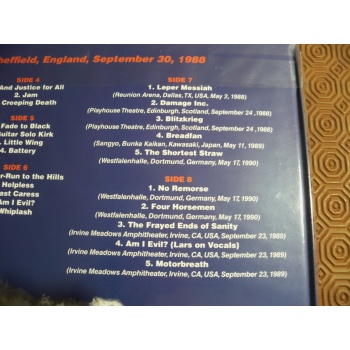 heffield, England, September 30, 1988
SIDE 4
And Justice for All
2. Jam
Creeping Death
SIDE 5
Fade to Black
Guitar Solo Kirk
. Little Wing
4. Battery
SIDE 6
r-Run to the Hills
Helpless
ast Caress
Am I Evil?
Whiplash
SIDE 7
1. Leper Messiah
(Reunion Arena, Dallas, TX, USA, May 2, 1988)
2. Damage Inc.
(Playhouse Theatre, Edinburgh, Scotland, September 24 ,1988)
3. Blitzkrieg
(Playhouse Theatre, Edinburgh, Scotland, September 24 ,1988)
4. Breadfan
(Sangyo, Bunka Kaikan, Kawasaki, Japan, May 11, 1989)
5. The Shortest Straw
(Westfalenhalle, Dortmund, Germany, May 17, 1990)
SIDE 8
1. No Remorse
(Westfalenhalle, Dortmund, Germany, May 17, 1990)
2. Four Horsemen
(Westfalenhalle, Dortmund, Germany, May 17, 1990)
3. The Frayed Ends of Sanity
(Irvine Meadows Amphitheater, Irvine, CA, USA, September 23, 1989)
4. Am I Evil? (Lars on Vocals)
(Irvine Meadows Amphitheater, Irvine, CA, USA, September 23, 1989)
5. Motorbreath
(Irvine Meadows Amphitheater, Irvine, CA, USA, September 23, 1989)